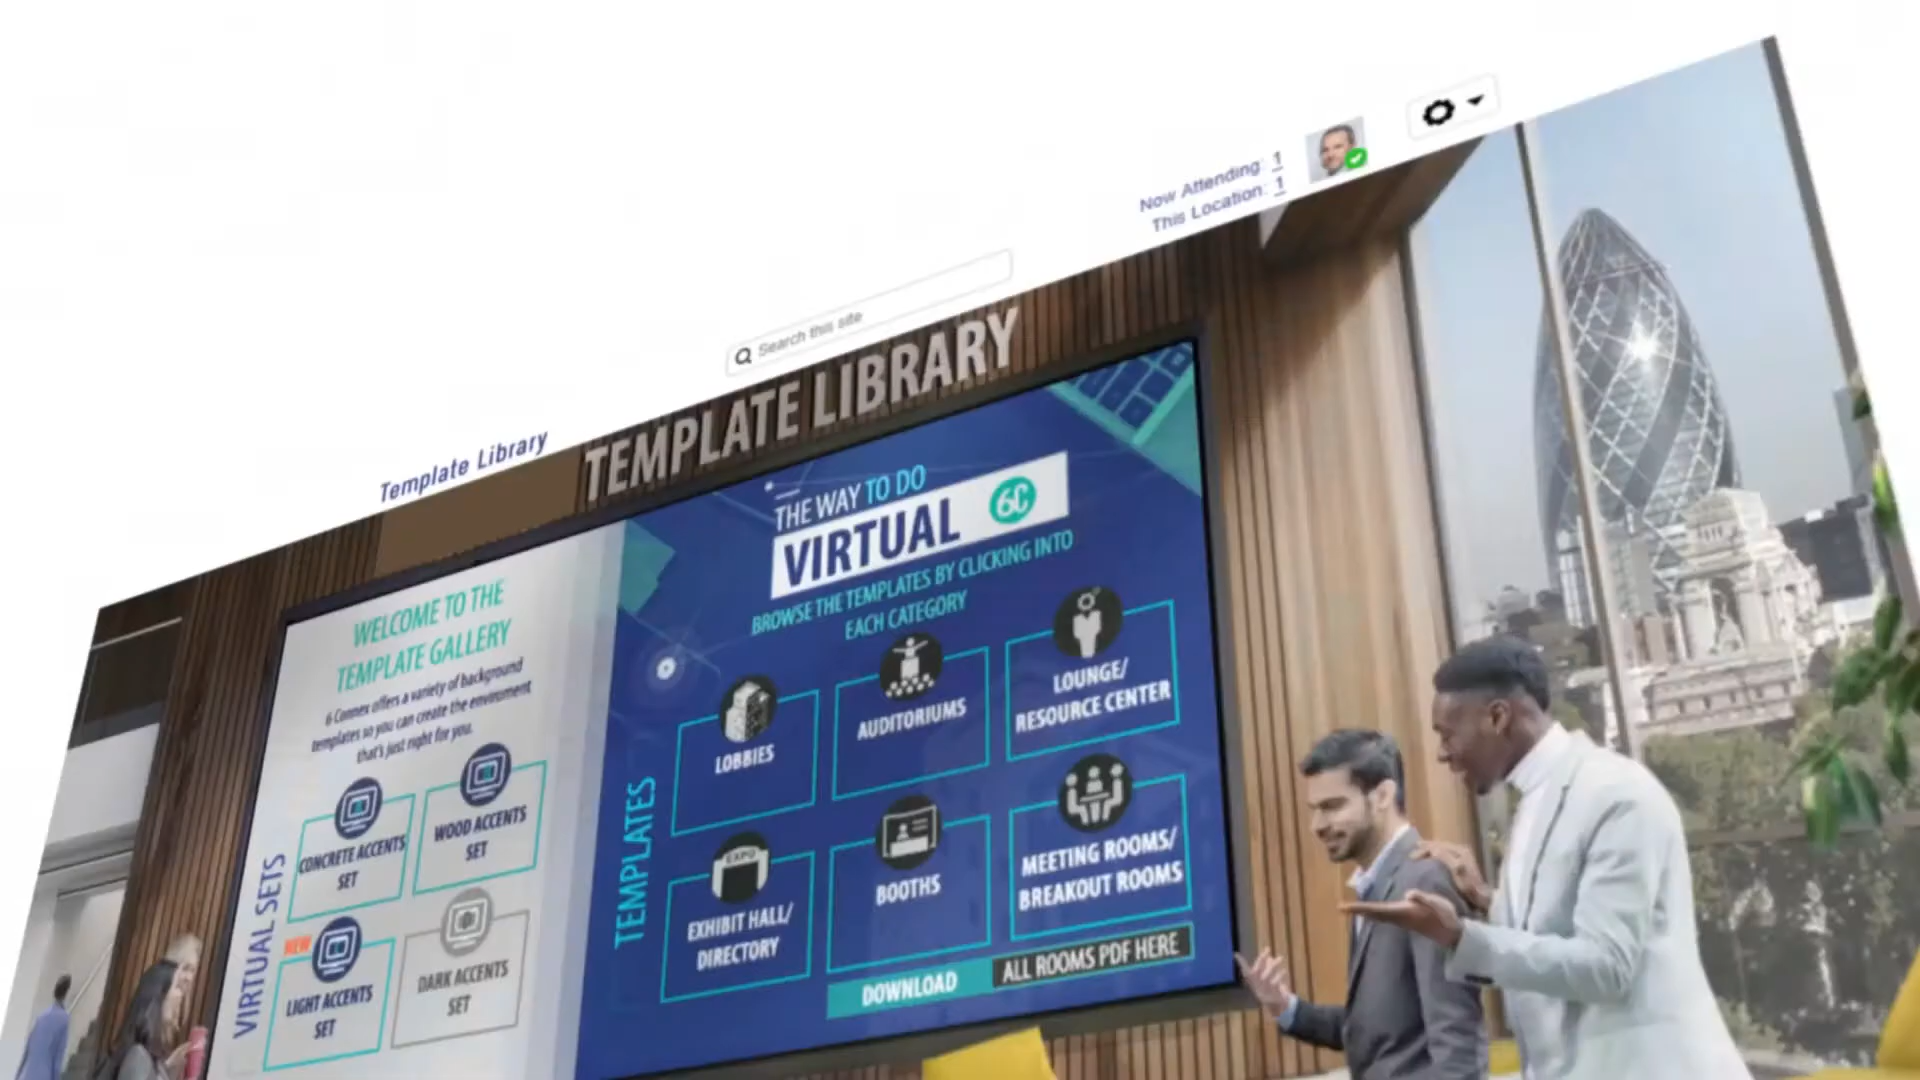 Now Attending: 1
This Location: 1
Search this site
Template Library
TEMPLATE LIBRARY
WELCOME TO THE
TEMPLATE GALLERY
6 Connex offers a variety of background
templates so you can create the environment
that's just right for you.
VIRTUAL SETS
CONCRETE ACCENTS
SET
WOOD ACCENTS
SET
NEW
LIGHT ACCENTS
SET
DARK ACCENTS
SET
THE WAY TO DO
VIRTUAL 6C
BROWSE THE TEMPLATES BY CLICKING INTO
EACH CATEGORY
TEMPLATES
LOBBIES
AUDITORIUMS
LOUNGE/
RESOURCE CENTER
EXPO
EXHIBIT HALL/
DIRECTORY
BOOTHS
MEETING ROOMS/
BREAKOUT ROOMS
DOWNLOAD ALL ROOMS PDF HERE